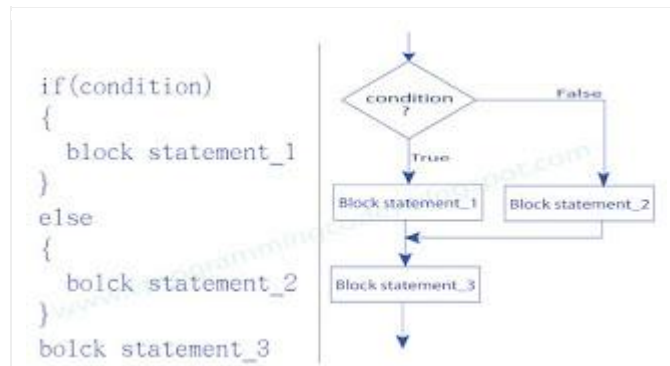 if(condition)
{
block statement_1
}
else
{
bolck statement_2
}
bolck statement_3
condition
?
False
True
Block statement_1
Block statement_2
Block statement_3